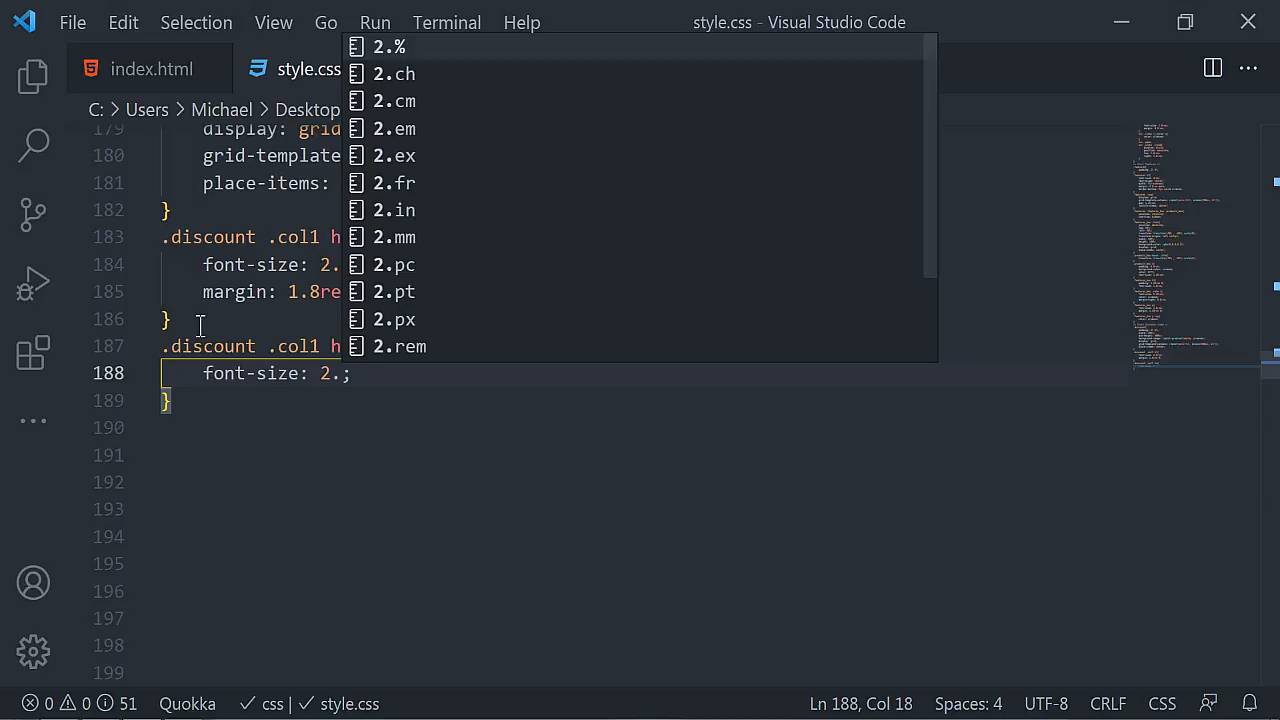 File Edit Selection View Go Run Terminal Help style.css - Visual Studio Code
index.html style.css
C: > Users > Michael > Desktop
2.%
2.ch
2.cm
2.em
2.ex
2.fr
2.in
2.mm
2.pc
2.pt
2.px
2.rem
179 display: grid
180 grid-template
181 place-items:
182 }
183 .discount .col1 h
184 font-size: 2.
185 margin: 1.8re
186 }
187 .discount .col1 h
188 font-size: 2.;
189 }
190
191
192
193
194
195
196
197
198
199
0 0 51 Quokka css | style.css Ln 188, Col 18 Spaces: 4 UTF-8 CRLF CSS